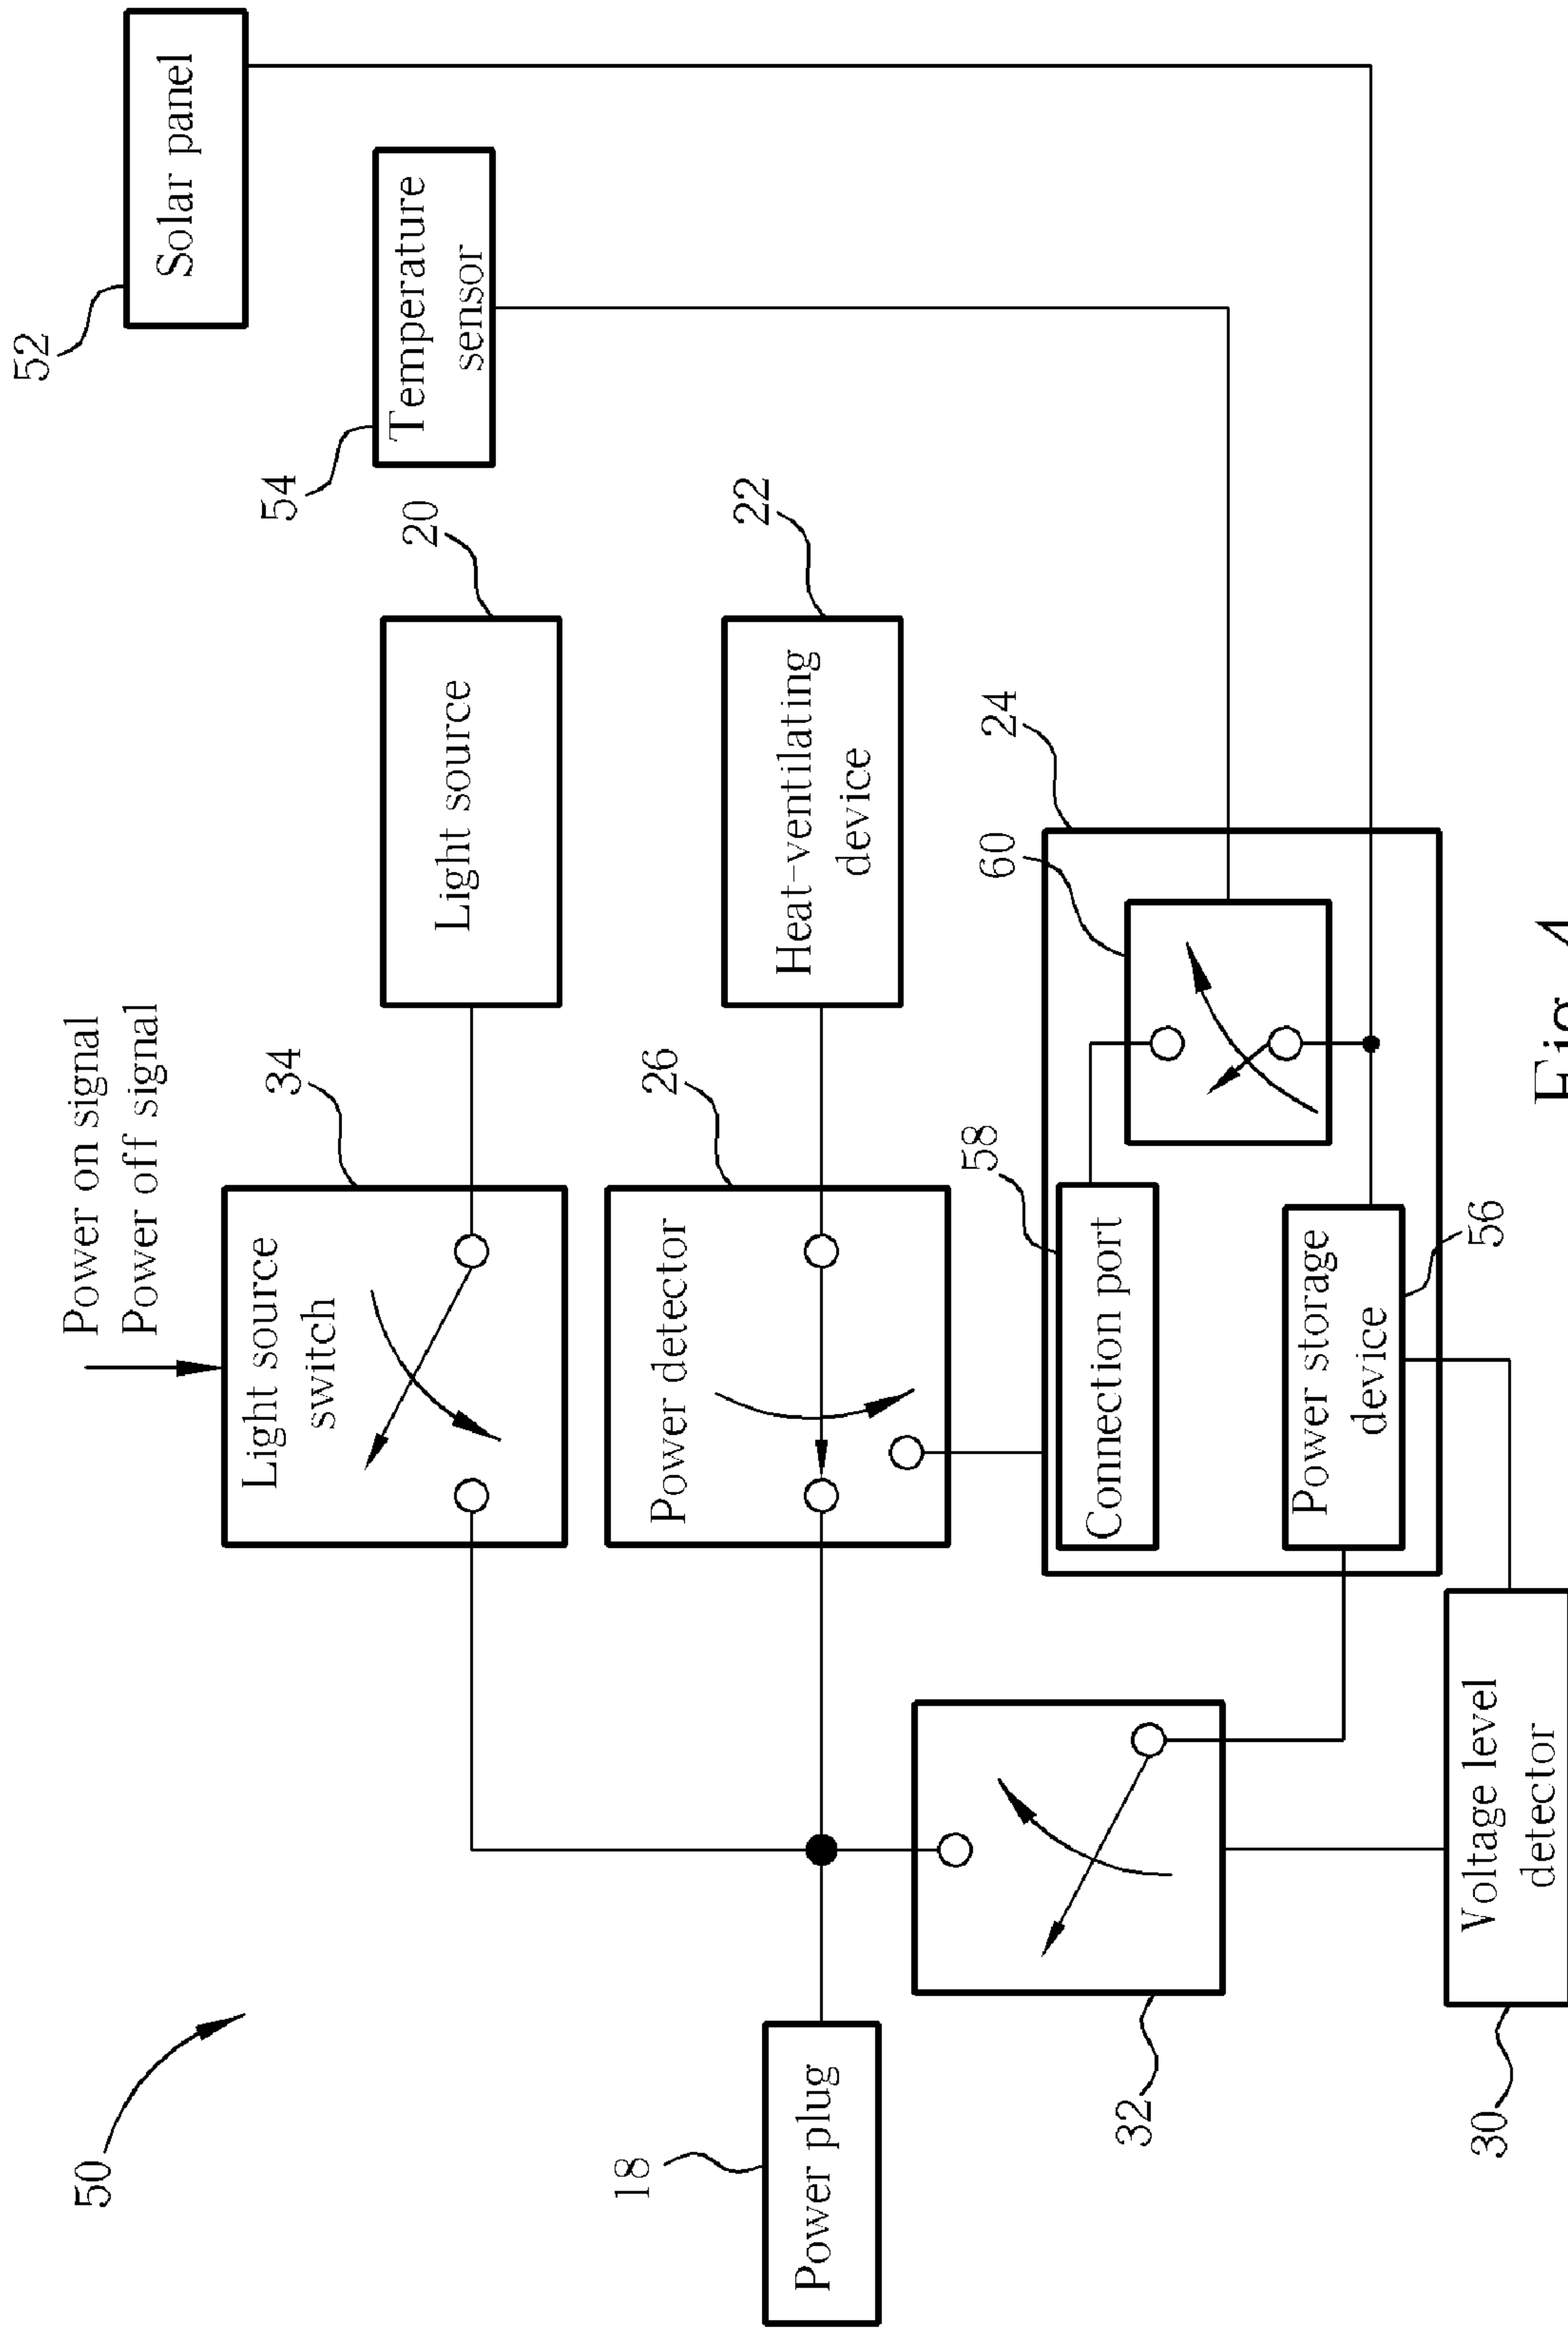 50
Power on signal
Power off signal
52
Solar panel
34
Light source
switch
20
Light source
54
Temperature
sensor
18
Power plug
26
Power detector
22
Heat-ventilating
device
24
58
Connection port
60
32
Power storage
device
56
30
Voltage level
detector
Fig. 4